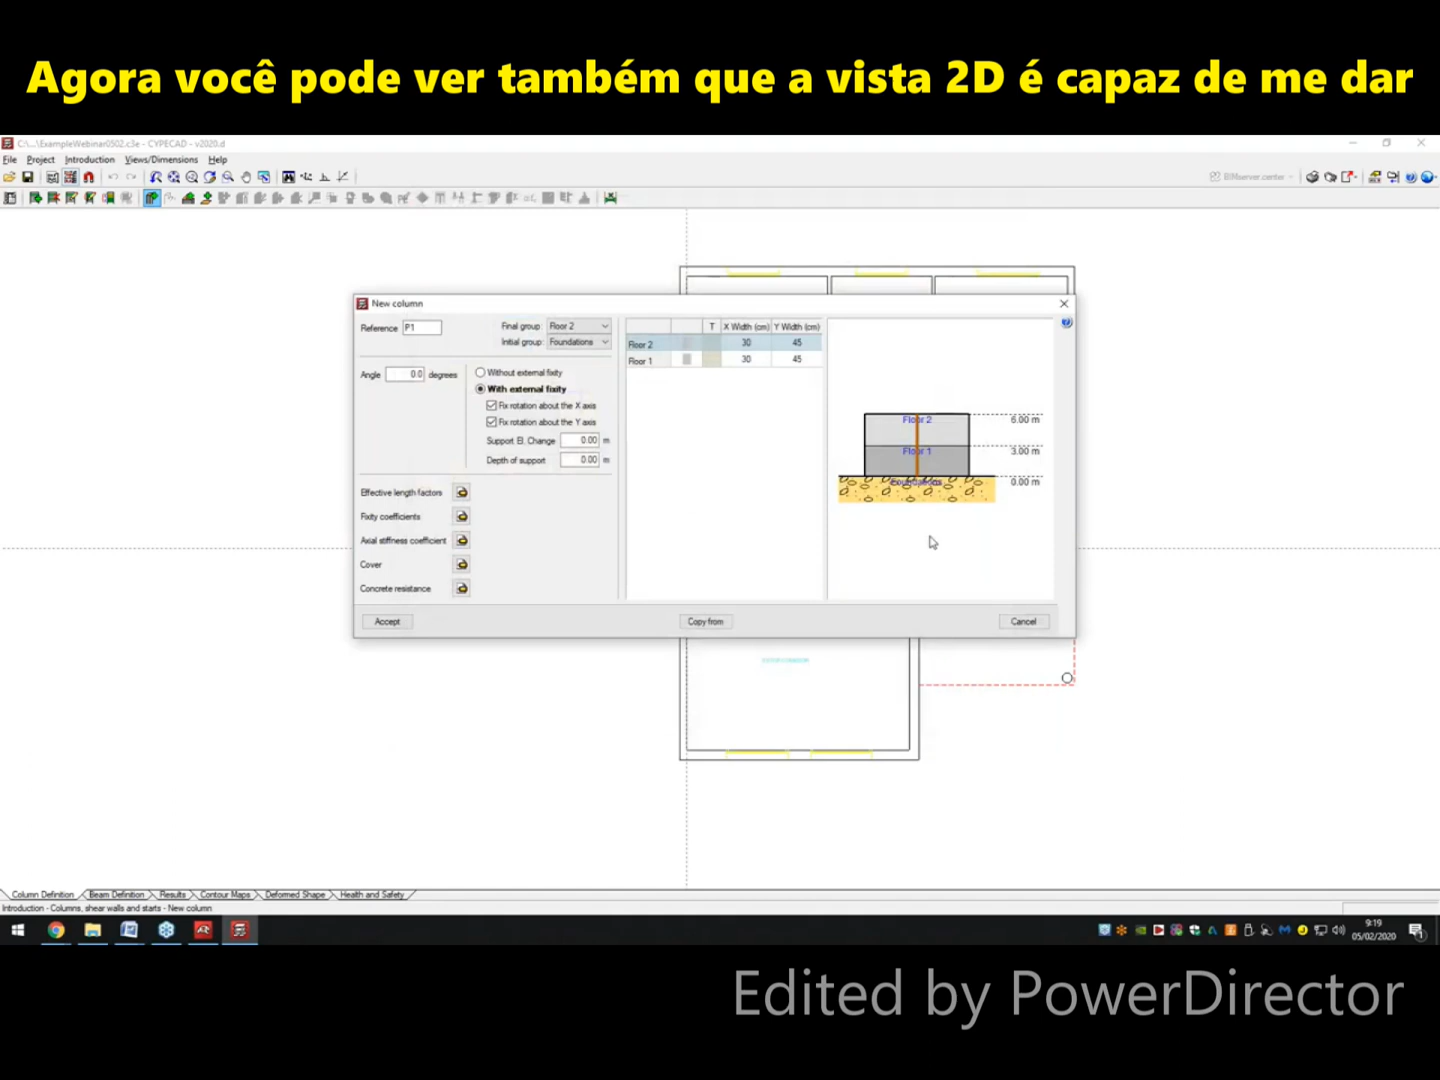 Agora você pode ver também que a vista 2D é capaz de me dar
C:\...\ExampleWebinar0502.c3e - CYPECAD - v2020.d
File Project Introduction Views/Dimensions Help
BIMserver.center
New column
Reference P1
Final group: Floor 2
Initial group: Foundations
Angle 0.0 degrees
Without external fixity
With external fixity
Fix rotation about the X axis
Fix rotation about the Y axis
Support El. Change 0.00 m
Depth of support 0.00 m
Effective length factors
Fixity coefficients
Axial stiffness coefficient
Cover
Concrete resistance
T X Width (cm) Y Width (cm)
Floor 2 30 45
Floor 1 30 45
Floor 2 6.00 m
Floor 1 3.00 m
Foundations 0.00 m
Accept Copy from Cancel
Column Definition Beam Definition Results Contour Maps Deformed Shape Health and Safety
Introduction - Columns, shear walls and starts - New column
9:19
05/02/2020
Edited by PowerDirector